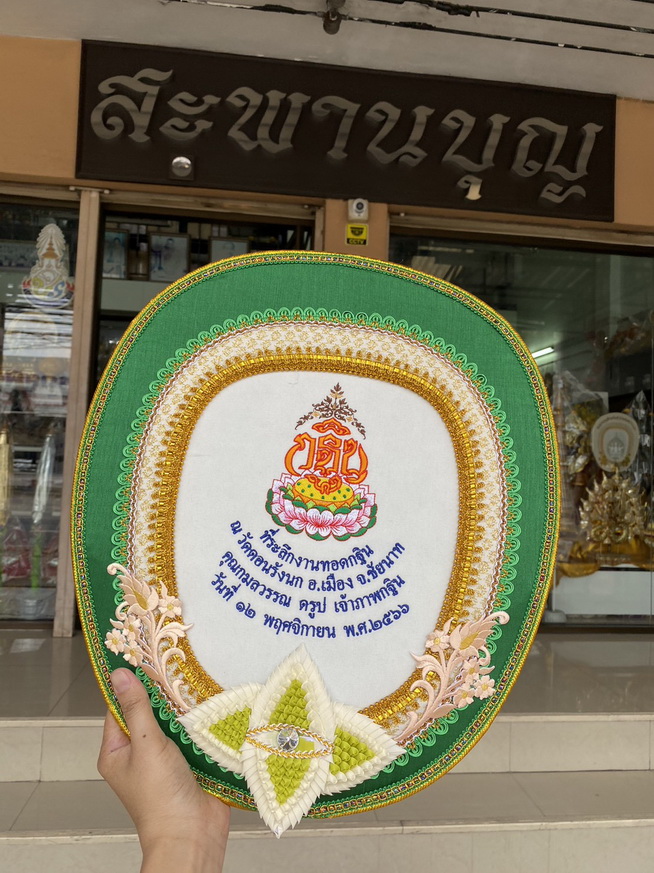 สะพานบุญ
กฐิน
ที่ระลึกงานทอดกฐิน
ณ วัดดอนรังนก อ.เมือง จ.ชัยนาท
คุณกมลวรรณ ดรูป เจ้าภาพกฐิน
วันที่ ๑๒ พฤศจิกายน พ.ศ.๒๕๖๖